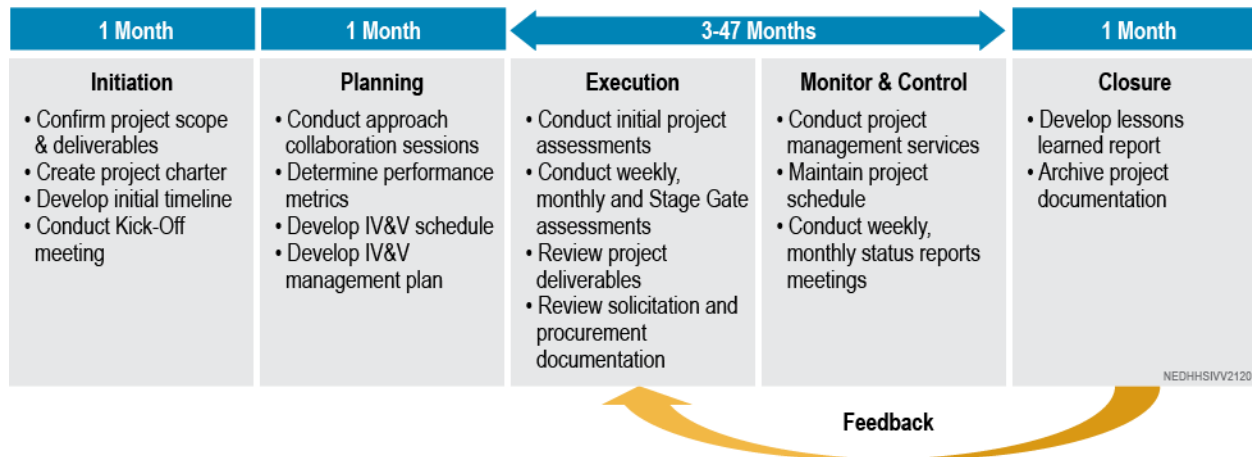 1 Month
1 Month
3-47 Months
1 Month
Initiation
• Confirm project scope
& deliverables
• Create project charter
• Develop initial timeline
• Conduct Kick-Off
meeting
Planning
• Conduct approach
collaboration sessions
• Determine performance
metrics
• Develop IV&V schedule
• Develop IV&V
management plan
Execution
• Conduct initial project
assessments
• Conduct weekly,
monthly and Stage Gate
assessments
• Review project
deliverables
• Review solicitation and
procurement
documentation
Monitor & Control
• Conduct project
management services
• Maintain project
schedule
• Conduct weekly,
monthly status reports
meetings
Closure
• Develop lessons
learned report
• Archive project
documentation
NEDHHSIVV2120
Feedback